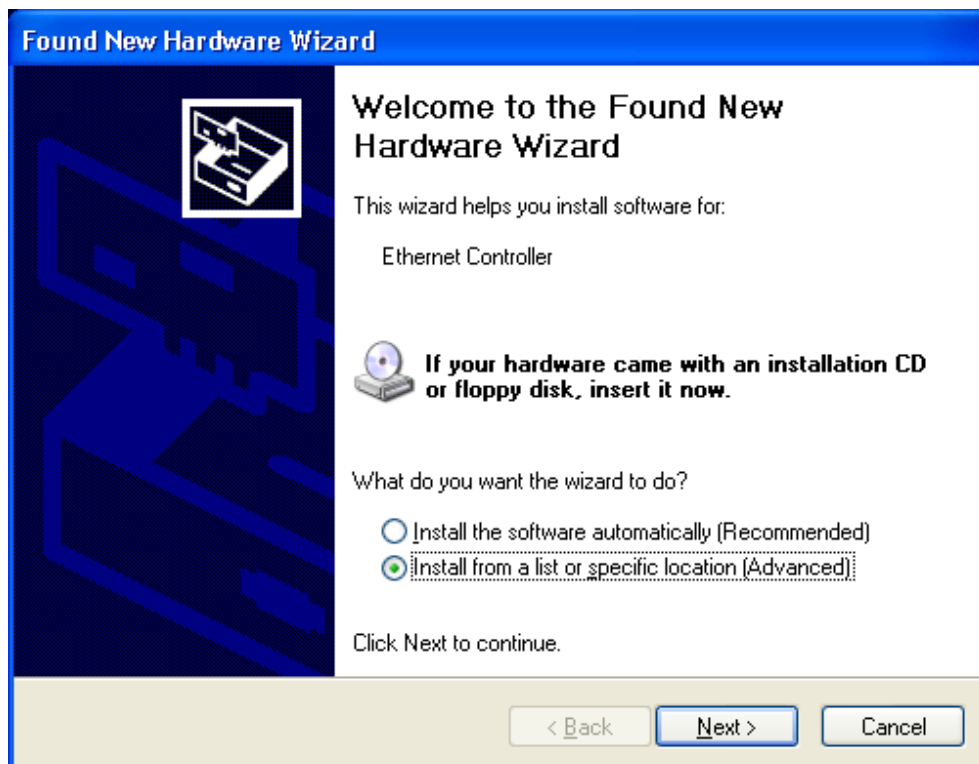 Found New Hardware Wizard
Welcome to the Found New
Hardware Wizard
This wizard helps you install software for:
Ethernet Controller
If your hardware came with an installation CD
or floppy disk, insert it now.
What do you want the wizard to do?
Install the software automatically (Recommended)
Install from a list or specific location (Advanced)
Click Next to continue.
< Back
Next >
Cancel